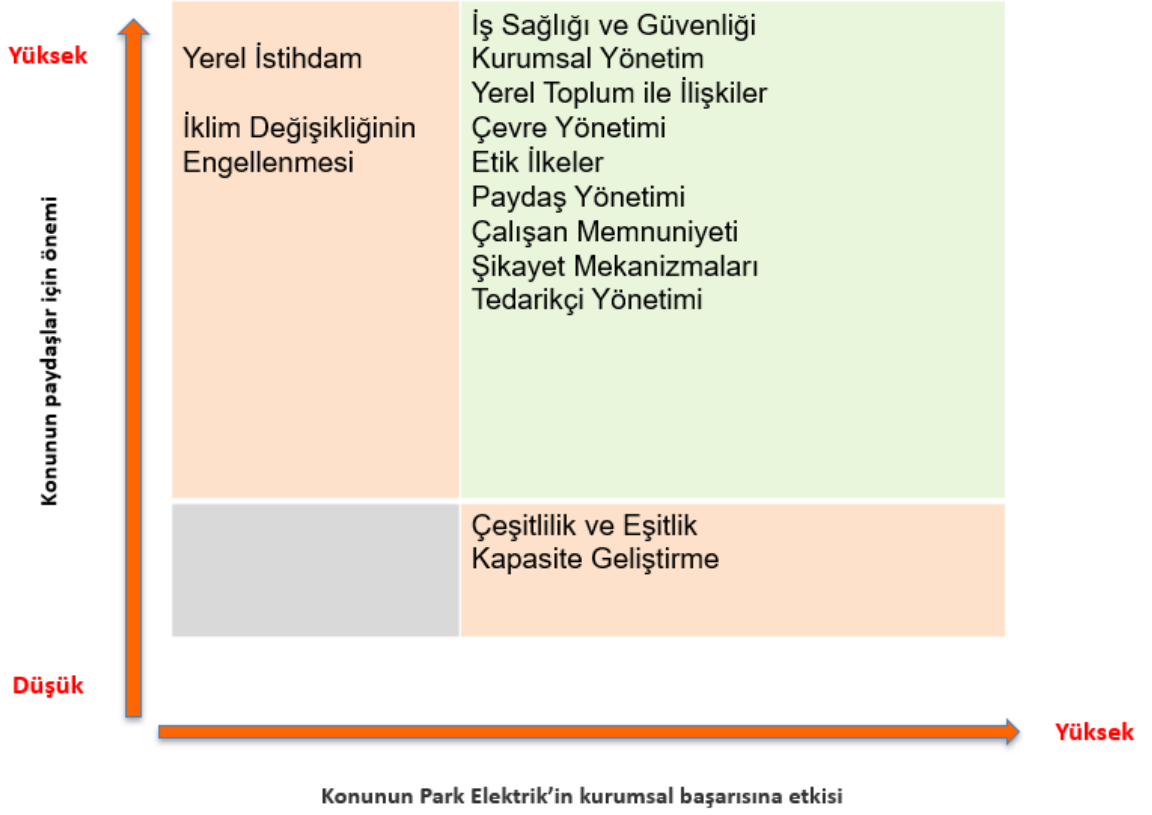 Yüksek
Konunun paydaşlar için önemi
Düşük
Yerel İstihdam
İklim Değişikliğinin
Engellenmesi
İş Sağlığı ve Güvenliği
Kurumsal Yönetim
Yerel Toplum ile İlişkiler
Çevre Yönetimi
Etik İlkeler
Paydaş Yönetimi
Çalışan Memnuniyeti
Şikayet Mekanizmaları
Tedarikçi Yönetimi
Çeşitlilik ve Eşitlik
Kapasite Geliştirme
Yüksek
Konunun Park Elektrik’in kurumsal başarısına etkisi